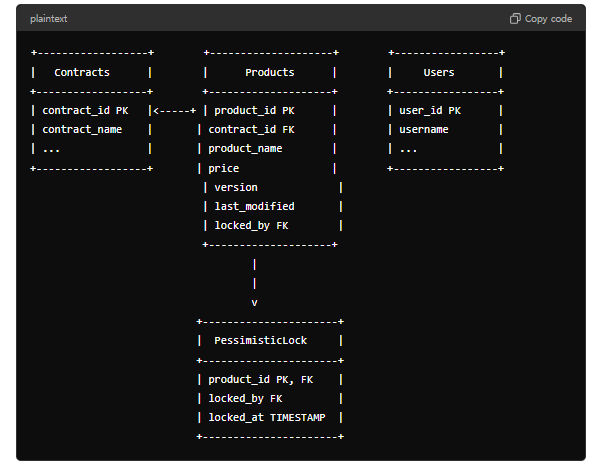 plaintext Copy code
+------------------+ +--------------------+ +-----------------+
| Contracts | | Products | | Users |
+------------------+ +--------------------+ +-----------------+
| contract_id PK |<-----+ | product_id PK | | user_id PK |
| contract_name | | contract_id FK | | username |
| ... | | product_name | | ... |
+------------------+ | price | +-----------------+
| version |
| last_modified |
| locked_by FK |
+--------------------+
|
|
v
+----------------------+
| PessimisticLock |
+----------------------+
| product_id PK, FK |
| locked_by FK |
| locked_at TIMESTAMP |
+----------------------+